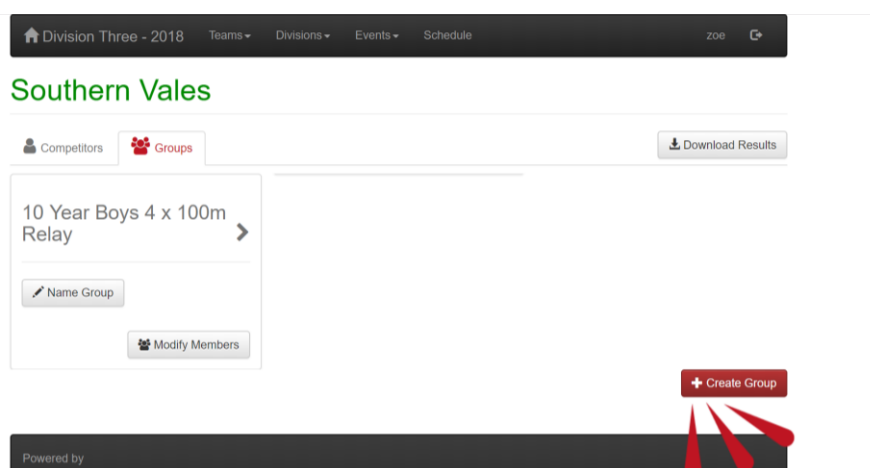 Division Three - 2018 Teams Divisions Events Schedule zoe
Southern Vales
Competitors Groups Download Results
10 Year Boys 4 x 100m
Relay
Name Group
Modify Members
Create Group
Powered by